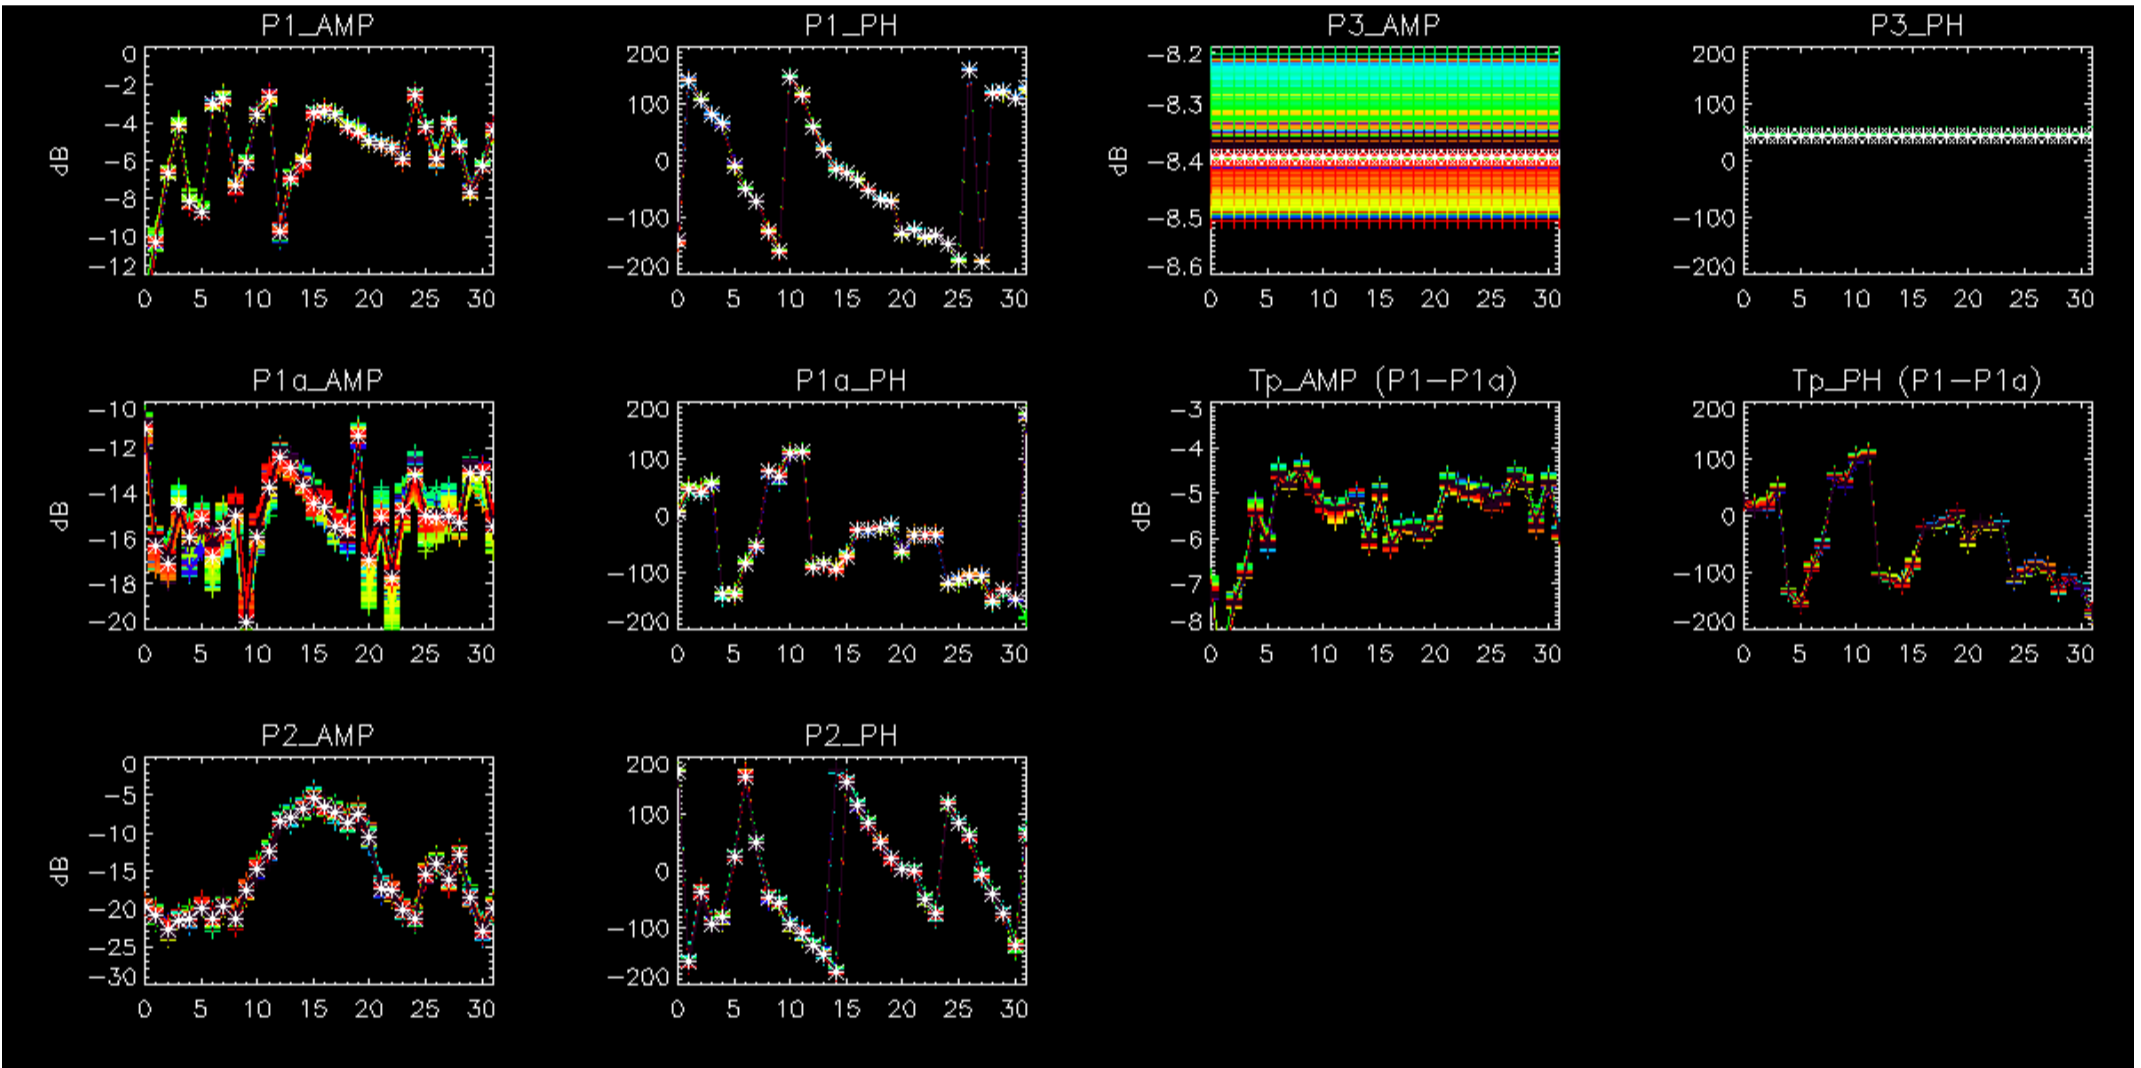 P1_AMP
0
−2
−4
−6
−8
−10
−12
dB
0 5 10 15 20 25 30
P1_PH
200
100
0
−100
−200
0 5 10 15 20 25 30
P3_AMP
−8.2
−8.3
−8.4
−8.5
−8.6
dB
0 5 10 15 20 25 30
P3_PH
200
100
0
−100
−200
0 5 10 15 20 25 30
P1a_AMP
−10
−12
−14
−16
−18
−20
dB
0 5 10 15 20 25 30
P1a_PH
200
100
0
−100
−200
0 5 10 15 20 25 30
Tp_AMP (P1−P1a)
−3
−4
−5
−6
−7
−8
dB
0 5 10 15 20 25 30
Tp_PH (P1−P1a)
200
100
0
−100
−200
0 5 10 15 20 25 30
P2_AMP
0
−5
−10
−15
−20
−25
−30
dB
0 5 10 15 20 25 30
P2_PH
200
100
0
−100
−200
0 5 10 15 20 25 30